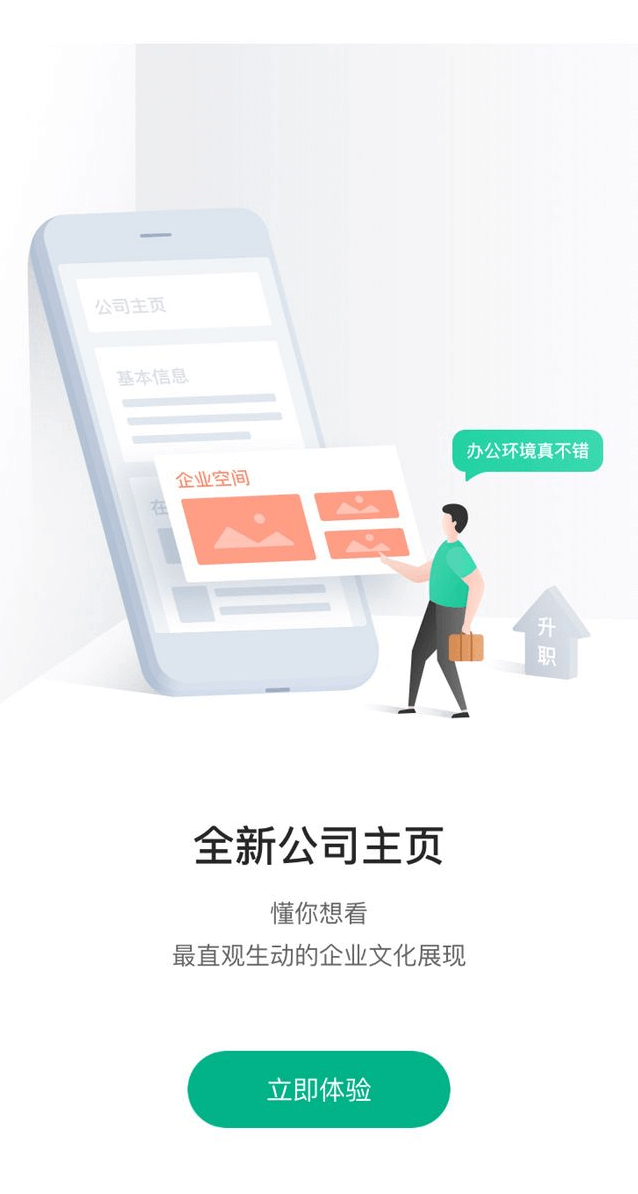 公司主页
基本信息
企业空间
在
办公环境真不错
升
职
全新公司主页
懂你想看
最直观生动的企业文化展现
立即体验